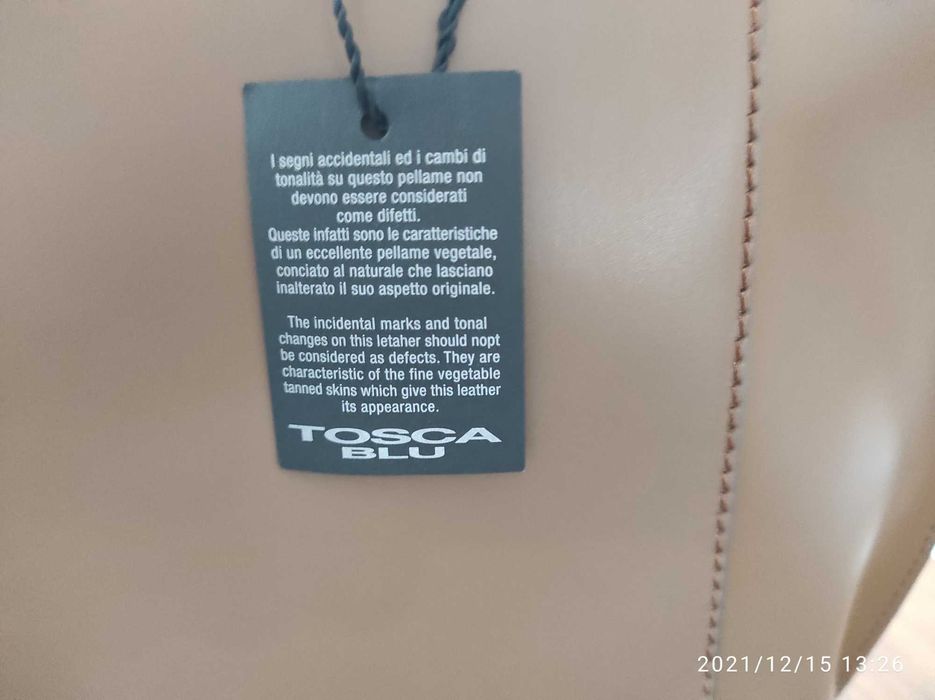 I segni accidentali ed i cambi di
tonalità su questo pellame non
devono essere considerati
come difetti.
Queste infatti sono le caratteristiche
di un eccellente pellame vegetale,
conciato al naturale che lasciano
inalterato il suo aspetto originale.
The incidental marks and tonal
changes on this letaher should nopt
be considered as defects. They are
characteristic of the fine vegetable
tanned skins which give this leather
its appearance.
TOSCA
BLU
2021/12/15 13:26